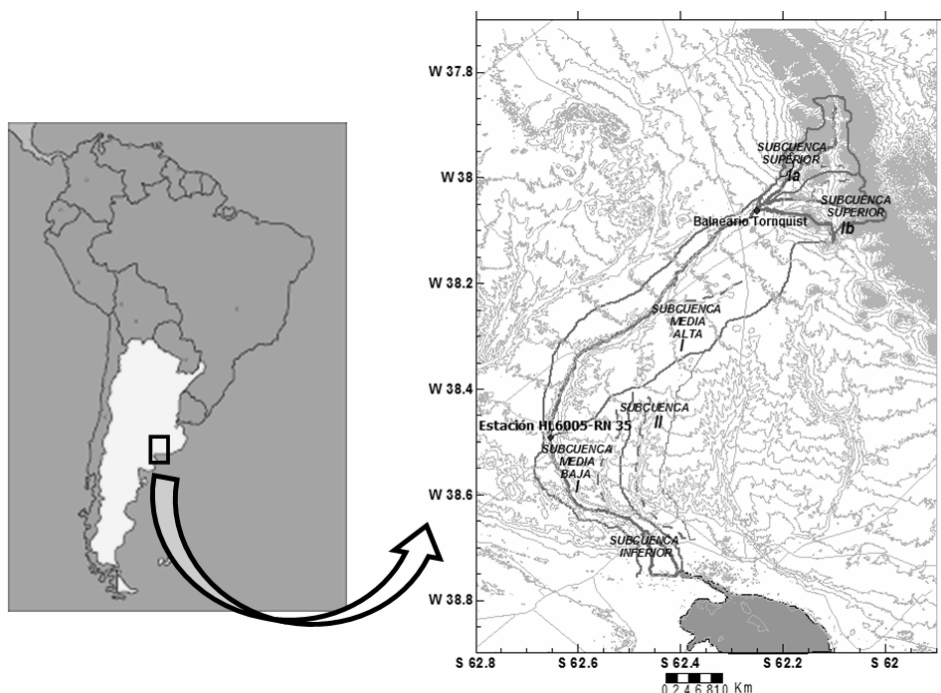 W 37.8
W 38
W 38.2
W 38.4
W 38.6
W 38.8
SUBCUENCA
SUPERIOR
Ia
SUBCUENCA
SUPERIOR
Ib
Balneario Tornquist
SUBCUENCA
MEDIA
ALTA
I
SUBCUENCA
II
Estación HL6005-RN 35
SUBCUENCA
MEDIA
BAJA
I
SUBCUENCA
INFERIOR
S 62.8
S 62.6
S 62.4
S 62.2
S 62
0 2 4 6 8 10 Km